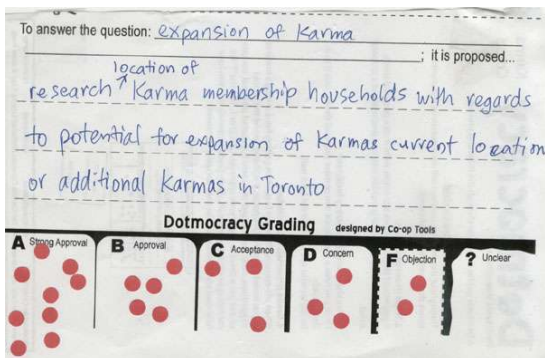 To answer the question: expansion of Karma
; it is proposed...
location of
research Karma membership households with regards
to potential for expansion of Karmas current location
or additional Karmas in Toronto
Dotmocracy Grading designed by Co-op Tools
A Strong Approval B Approval C Acceptance D Concern F Objection ? Unclear